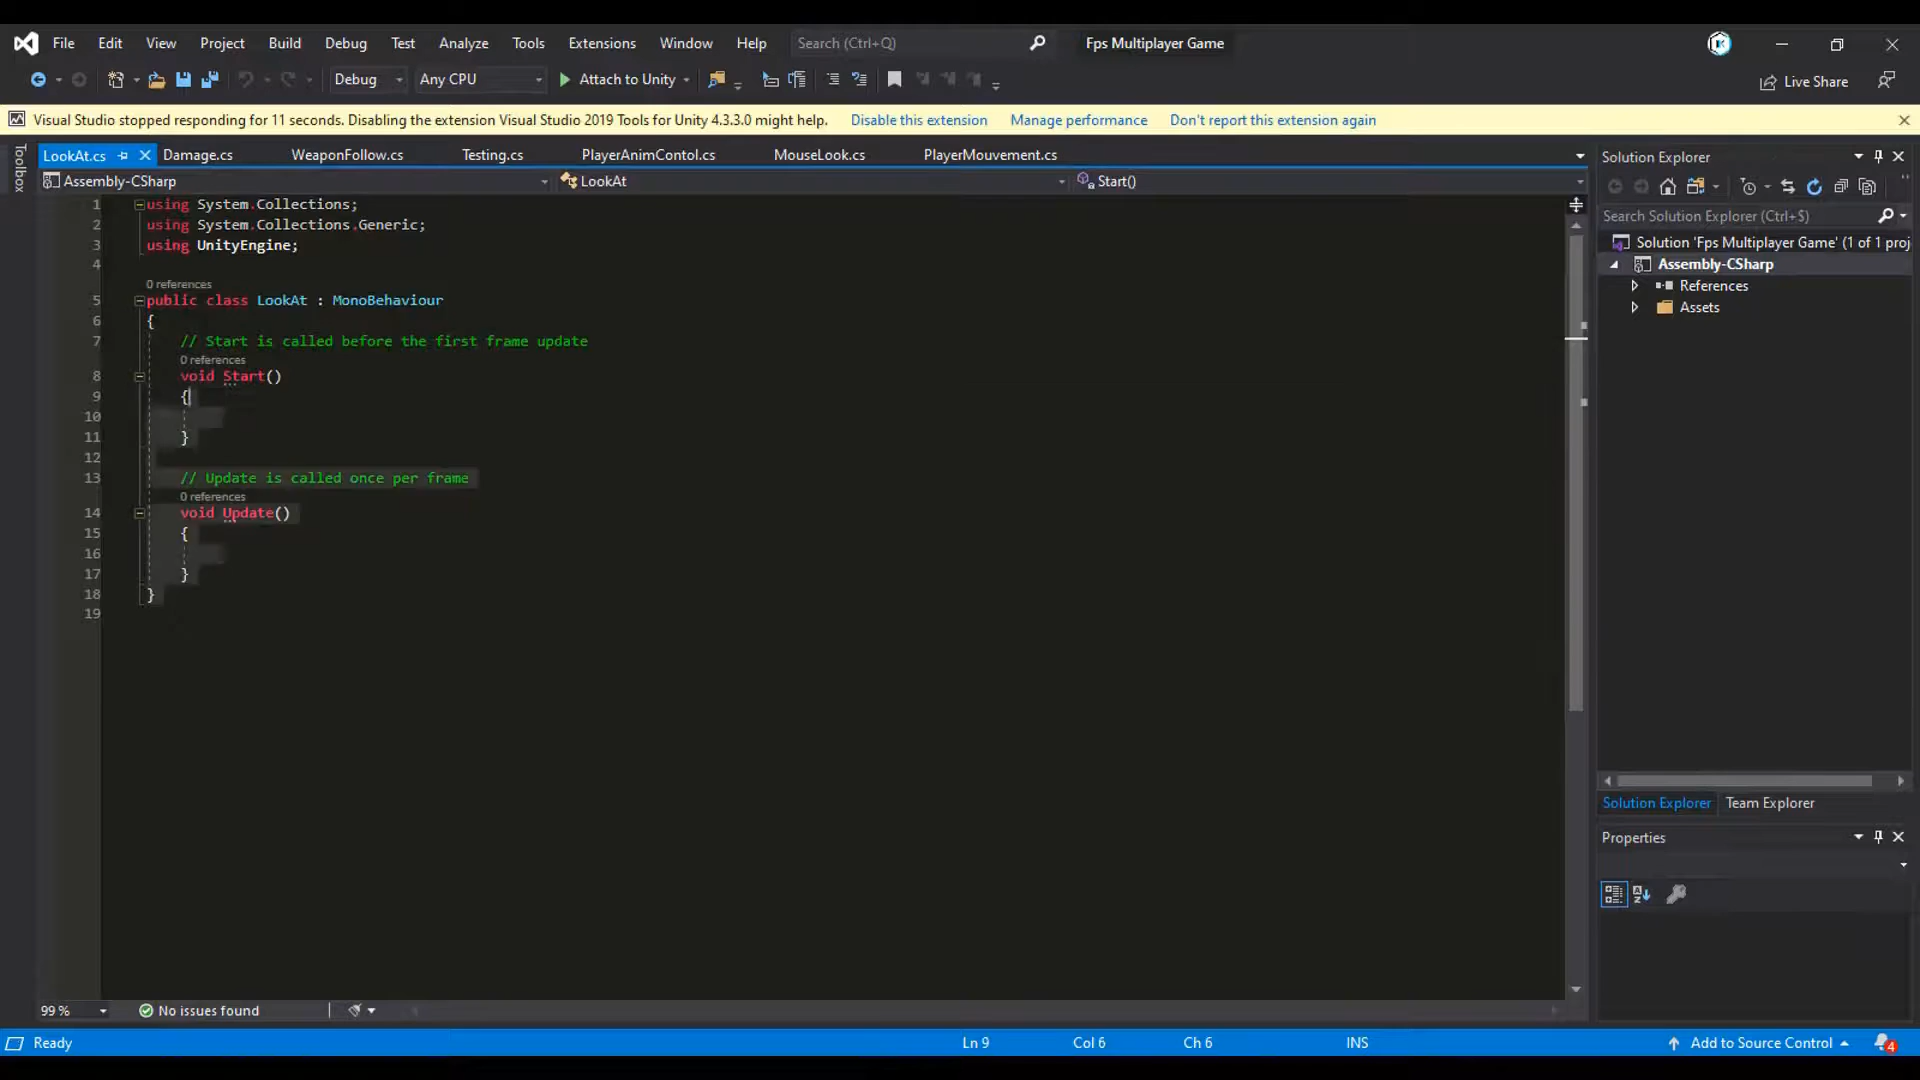 File Edit View Project Build Debug Test Analyze Tools Extensions Window Help Search (Ctrl+Q) Fps Multiplayer Game
Debug Any CPU Attach to Unity Live Share
Visual Studio stopped responding for 11 seconds. Disabling the extension Visual Studio 2019 Tools for Unity 4.3.3.0 might help. Disable this extension Manage performance Don't report this extension again
Toolbox
LookAt.cs Damage.cs WeaponFollow.cs Testing.cs PlayerAnimContol.cs MouseLook.cs PlayerMouvement.cs
Assembly-CSharp LookAt Start()
1 using System.Collections;
2 using System.Collections.Generic;
3 using UnityEngine;
4
0 references
5 public class LookAt : MonoBehaviour
6 {
7 // Start is called before the first frame update
0 references
8 void Start()
9 {
10
11 }
12
13 // Update is called once per frame
0 references
14 void Update()
15 {
16
17 }
18 }
19
Solution Explorer
Search Solution Explorer (Ctrl+$)
Solution 'Fps Multiplayer Game' (1 of 1 proj
Assembly-CSharp
References
Assets
Solution Explorer Team Explorer
Properties
99 % No issues found
Ready Ln 9 Col 6 Ch 6 INS Add to Source Control 4